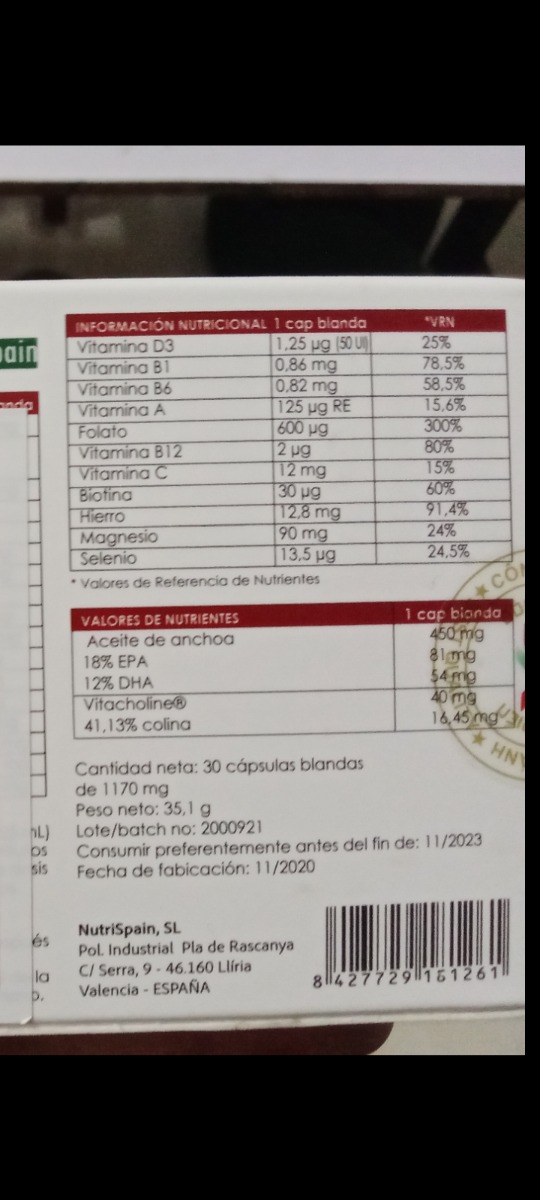 ain
anda
INFORMACIÓN NUTRICIONAL 1 cap blanda *VRN
Vitamina D3 1,25 µg (50 UI) 25%
Vitamina B1 0,86 mg 78,5%
Vitamina B6 0,82 mg 58,5%
Vitamina A 125 µg RE 15,6%
Folato 600 µg 300%
Vitamina B12 2 µg 80%
Vitamina C 12 mg 15%
Biotina 30 µg 60%
Hierro 12,8 mg 91,4%
Magnesio 90 mg 24%
Selenio 13,5 µg 24,5%
* Valores de Referencia de Nutrientes
VALORES DE NUTRIENTES 1 cap blanda
Aceite de anchoa 450 mg
18% EPA 81 mg
12% DHA 54 mg
Vitacholine® 40 mg
41,13% colina 16,45 mg
Cantidad neta: 30 cápsulas blandas
de 1170 mg
Peso neto: 35,1 g
Lote/batch no: 2000921
Consumir preferentemente antes del fin de: 11/2023
Fecha de fabicación: 11/2020
NutriSpain, SL
Pol. Industrial Pla de Rascanya
C/ Serra, 9 - 46.160 Llíria
Valencia - ESPAÑA
mL)
os
sis
és
la
o.